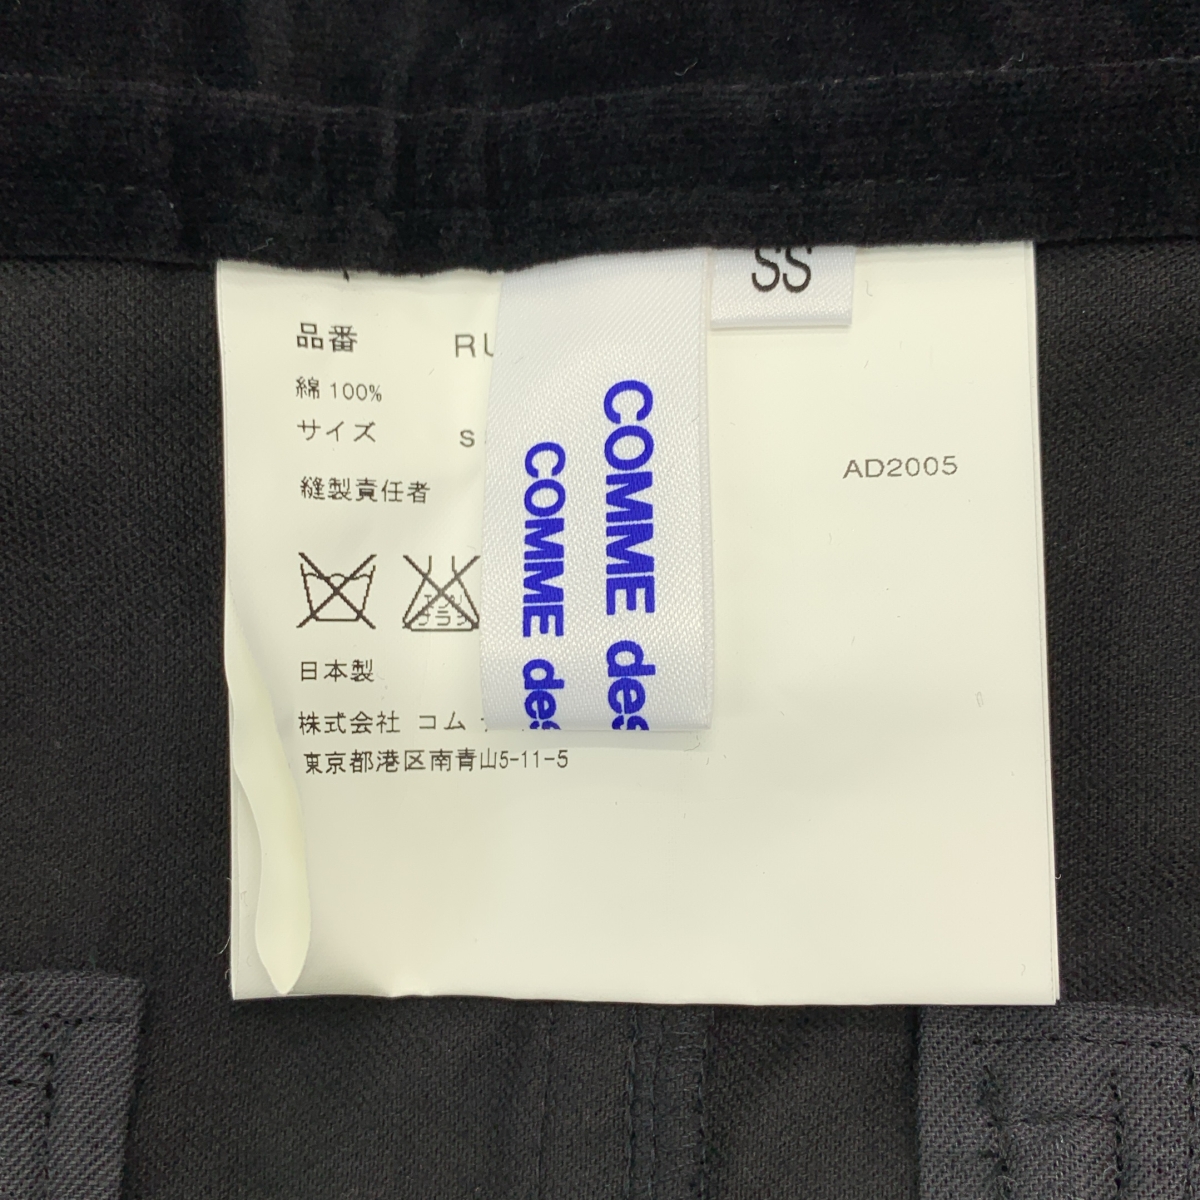 SS
品番
綿 100%
サイズ
縫製責任者
AD2005
日本製
株式会社 コム
東京都港区南青山5-11-5
COMME des
COMME des